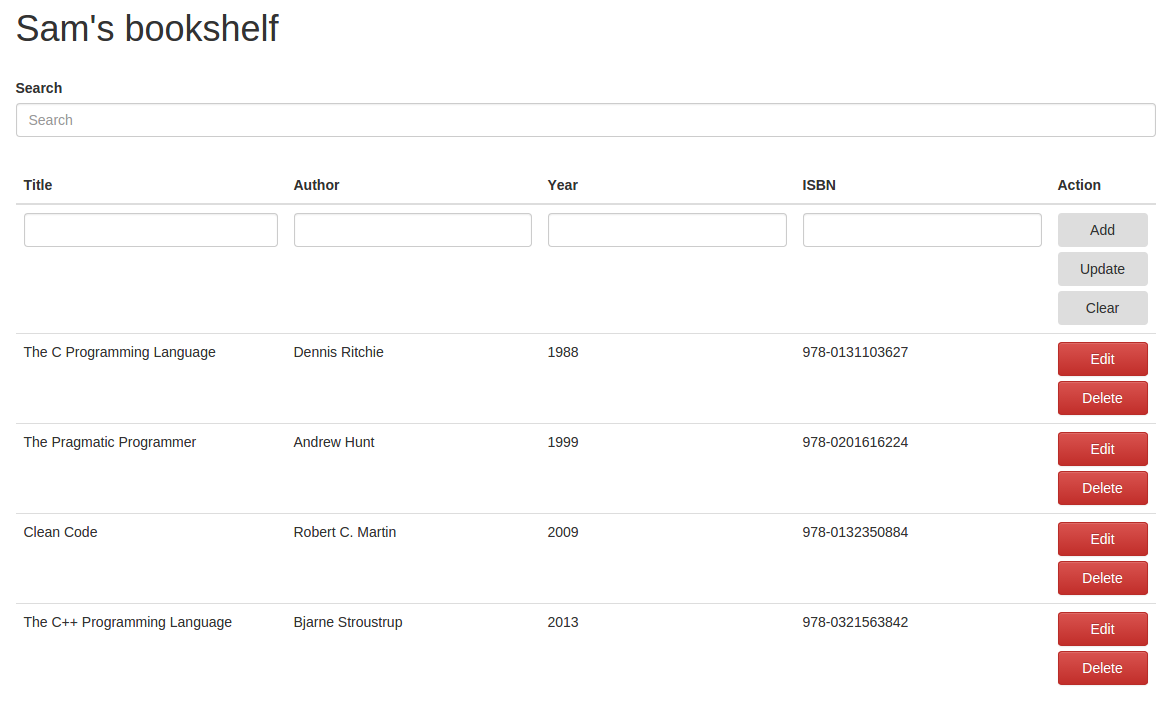 Sam's bookshelf
Search
Search
Title Author Year ISBN Action
Add
Update
Clear
The C Programming Language Dennis Ritchie 1988 978-0131103627 Edit
Delete
The Pragmatic Programmer Andrew Hunt 1999 978-0201616224 Edit
Delete
Clean Code Robert C. Martin 2009 978-0132350884 Edit
Delete
The C++ Programming Language Bjarne Stroustrup 2013 978-0321563842 Edit
Delete